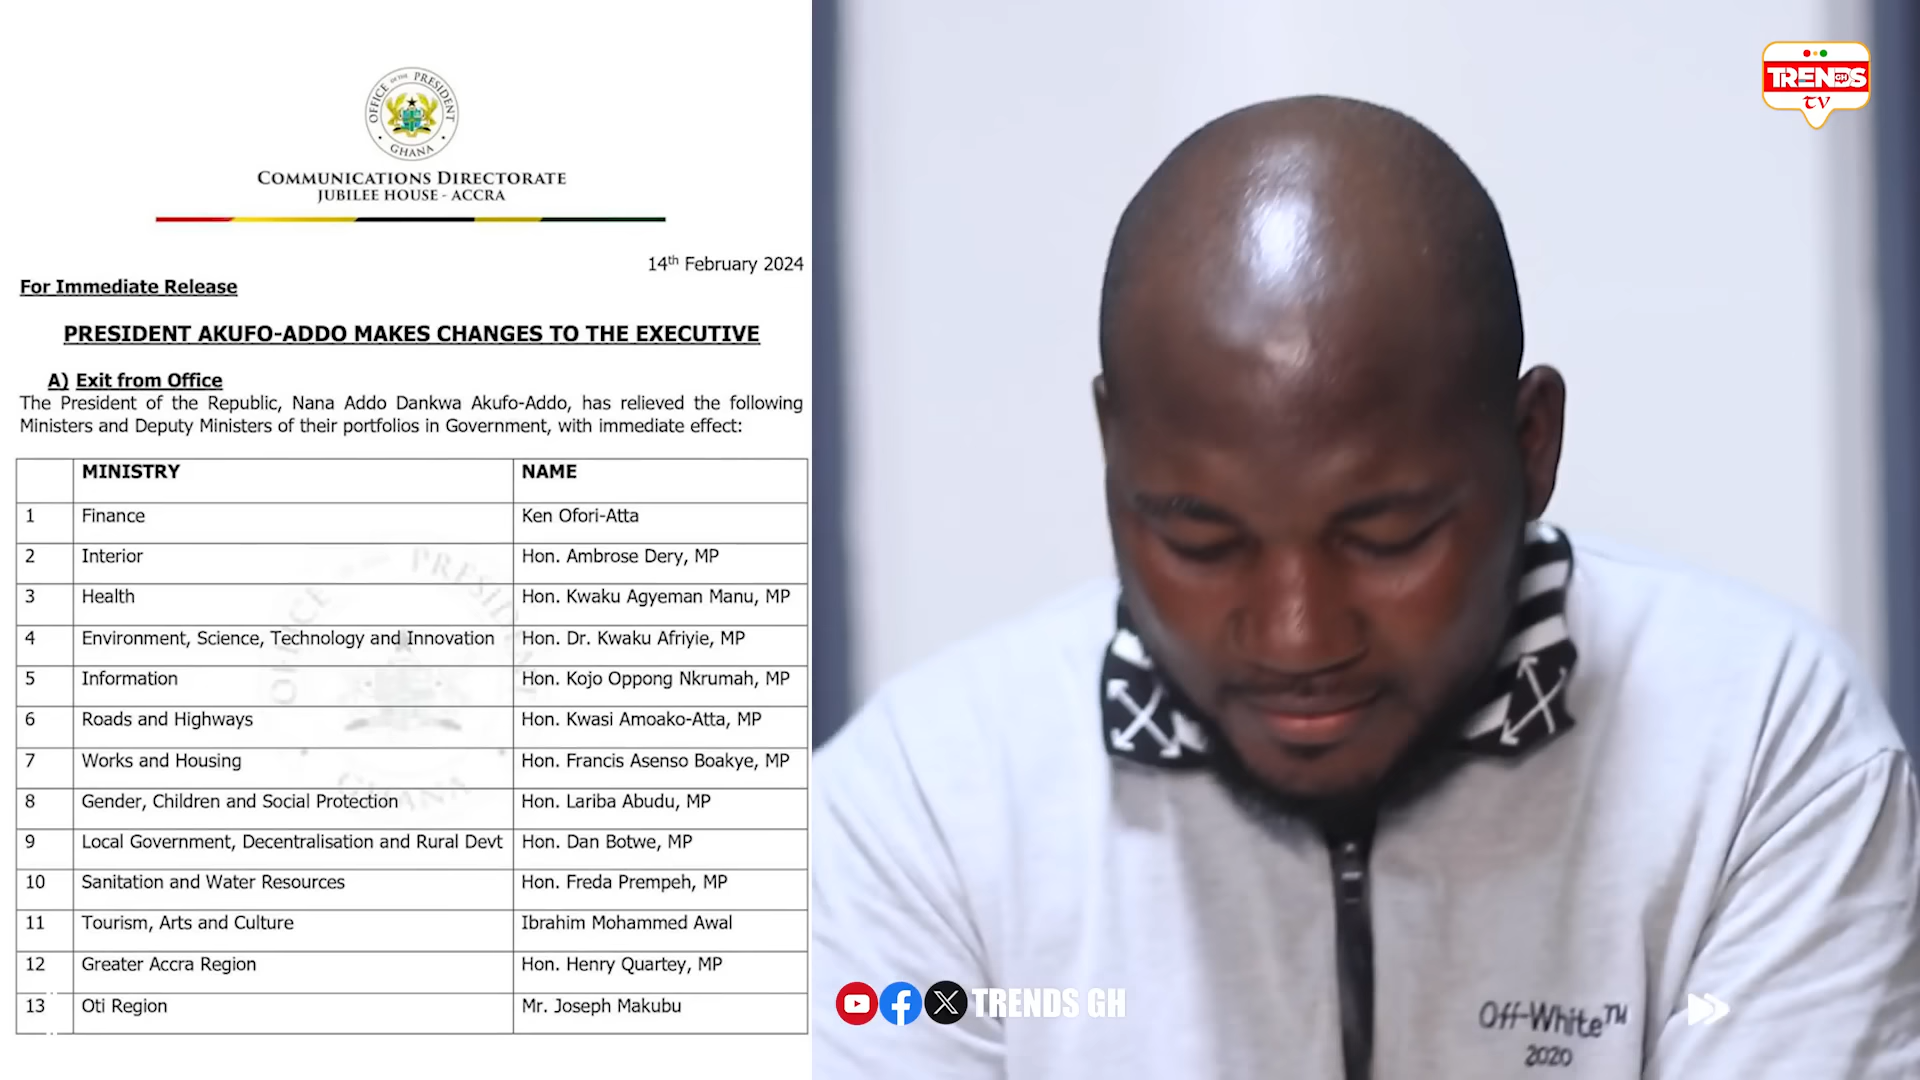 OFFICE OF THE PRESIDENT
GHANA
COMMUNICATIONS DIRECTORATE
JUBILEE HOUSE - ACCRA
14th February 2024
For Immediate Release
PRESIDENT AKUFO-ADDO MAKES CHANGES TO THE EXECUTIVE
A) Exit from Office
The President of the Republic, Nana Addo Dankwa Akufo-Addo, has relieved the following
Ministers and Deputy Ministers of their portfolios in Government, with immediate effect:
MINISTRY NAME
1 Finance Ken Ofori-Atta
2 Interior Hon. Ambrose Dery, MP
3 Health Hon. Kwaku Agyeman Manu, MP
4 Environment, Science, Technology and Innovation Hon. Dr. Kwaku Afriyie, MP
5 Information Hon. Kojo Oppong Nkrumah, MP
6 Roads and Highways Hon. Kwasi Amoako-Atta, MP
7 Works and Housing Hon. Francis Asenso Boakye, MP
8 Gender, Children and Social Protection Hon. Lariba Abudu, MP
9 Local Government, Decentralisation and Rural Devt Hon. Dan Botwe, MP
10 Sanitation and Water Resources Hon. Freda Prempeh, MP
11 Tourism, Arts and Culture Ibrahim Mohammed Awal
12 Greater Accra Region Hon. Henry Quartey, MP
13 Oti Region Mr. Joseph Makubu
OFFICE PRESIDENT
GHANA
TRENDS GH
TV
TRENDS GH
Off-White™
2020